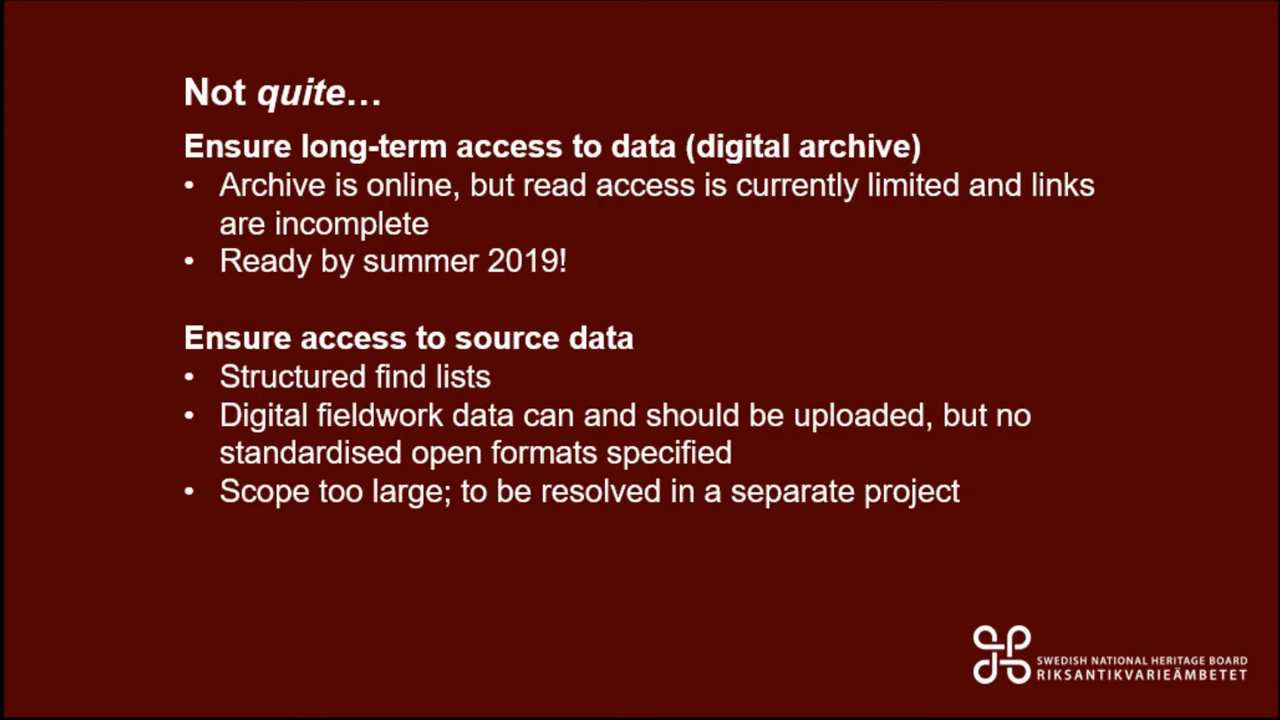 Not quite…
Ensure long-term access to data (digital archive)
• Archive is online, but read access is currently limited and links
are incomplete
• Ready by summer 2019!
Ensure access to source data
• Structured find lists
• Digital fieldwork data can and should be uploaded, but no
standardised open formats specified
• Scope too large; to be resolved in a separate project
SWEDISH NATIONAL HERITAGE BOARD
RIKSANTIKVARIEÄMBETET